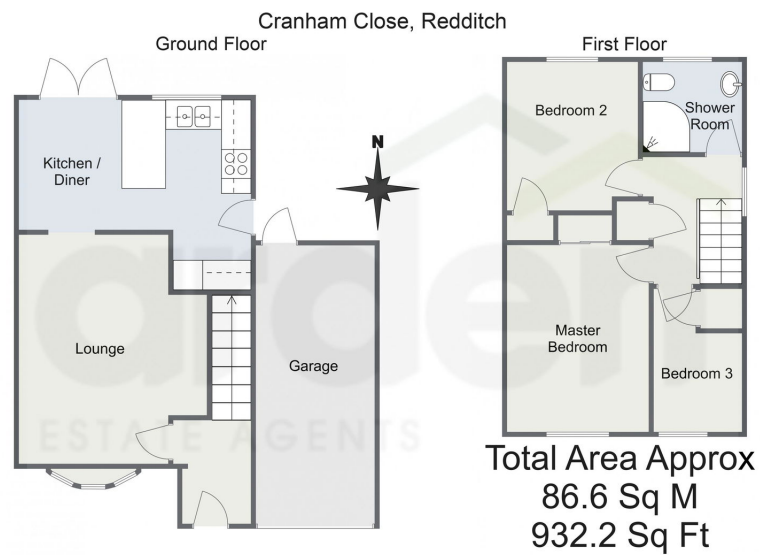 Cranham Close, Redditch
Ground Floor
First Floor
Kitchen /
Diner
N
Bedroom 2
Shower
Room
Lounge
Garage
Master
Bedroom
Bedroom 3
arden
ESTATE AGENTS
Total Area Approx
86.6 Sq M
932.2 Sq Ft